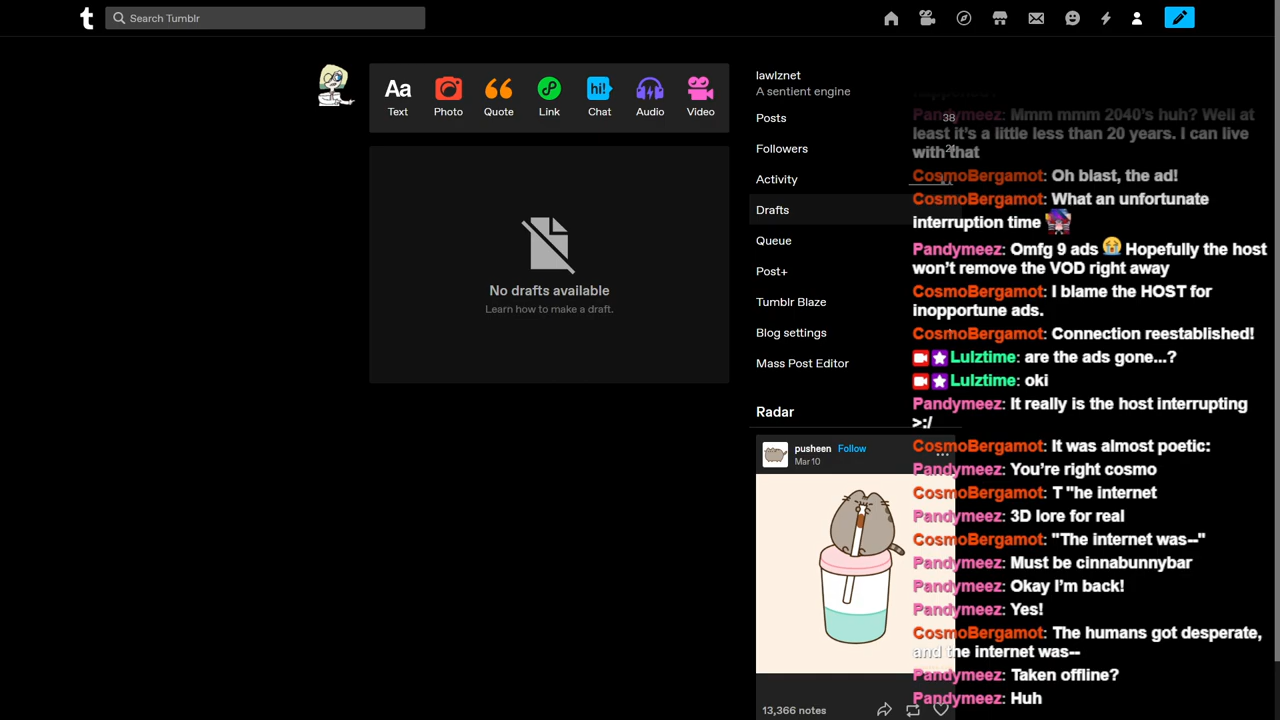 t
Search Tumblr
Aa
Text
Photo
Quote
Link
hi!
Chat
Audio
Video
No drafts available
Learn how to make a draft.
lawlznet
A sentient engine
Posts
38
Followers
21
Activity
Drafts
Queue
Post+
Tumblr Blaze
Blog settings
Mass Post Editor
Radar
pusheen Follow
Mar 10
13,366 notes
Pandymeez: Mmm mmm 2040's huh? Well at
least it's a little less than 20 years. I can live
with that
CosmoBergamot: Oh blast, the ad!
CosmoBergamot: What an unfortunate
interruption time
Pandymeez: Omfg 9 ads 😭 Hopefully the host
won't remove the VOD right away
CosmoBergamot: I blame the HOST for
inopportune ads.
CosmoBergamot: Connection reestablished!
Lulztime: are the ads gone...?
Lulztime: oki
Pandymeez: It really is the host interrupting
>:/
CosmoBergamot: It was almost poetic:
Pandymeez: You're right cosmo
CosmoBergamot: T "he internet
Pandymeez: 3D lore for real
CosmoBergamot: "The internet was--"
Pandymeez: Must be cinnabunnybar
Pandymeez: Okay I'm back!
Pandymeez: Yes!
CosmoBergamot: The humans got desperate,
and the internet was--
Pandymeez: Taken offline?
Pandymeez: Huh